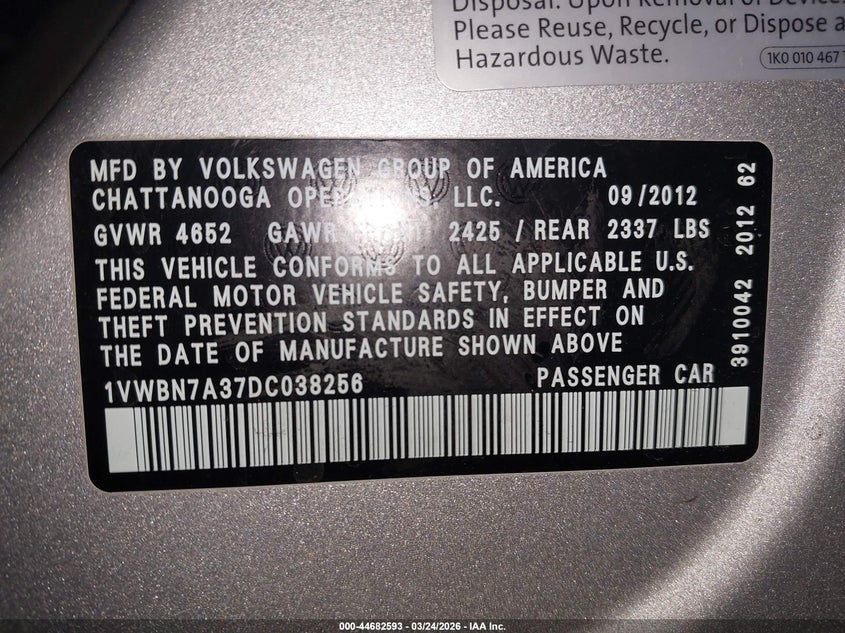 Disposal. Upon Removal of Devices
Please Reuse, Recycle, or Dispose a
Hazardous Waste.
1K0 010 467
MFD BY VOLKSWAGEN GROUP OF AMERICA
CHATTANOOGA OPE LLC. 09/2012
GVWR 4652 GAWR 2425 / REAR 2337 LBS
THIS VEHICLE CONFORMS TO ALL APPLICABLE U.S.
FEDERAL MOTOR VEHICLE SAFETY, BUMPER AND
THEFT PREVENTION STANDARDS IN EFFECT ON
THE DATE OF MANUFACTURE SHOWN ABOVE
1VWBN7A37DC038256 PASSENGER CAR
3910042 2012 62
000-44682593 - 03/24/2026 - IAA Inc.